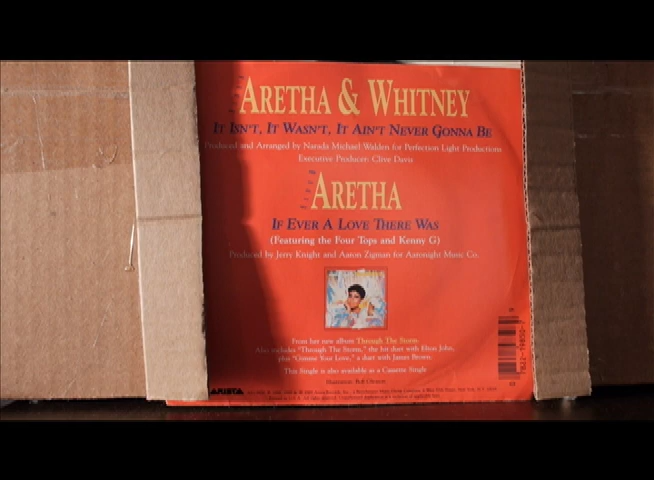 ARETHA & WHITNEY
IT ISN'T, IT WASN'T, IT AIN'T NEVER GONNA BE
Produced and Arranged by Narada Michael Walden for Perfection Light Productions
Executive Producer: Clive Davis
ARETHA
IF EVER A LOVE THERE WAS
(Featuring the Four Tops and Kenny G)
Produced by Jerry Knight and Aaron Zigman for Aaronight Music Co.
From her new album Through The Storm
Also includes "Through The Storm," the hit duet with Elton John,
plus "Gimme Your Love," a duet with James Brown.
This Single is also available as a Cassette Single
ARISTA